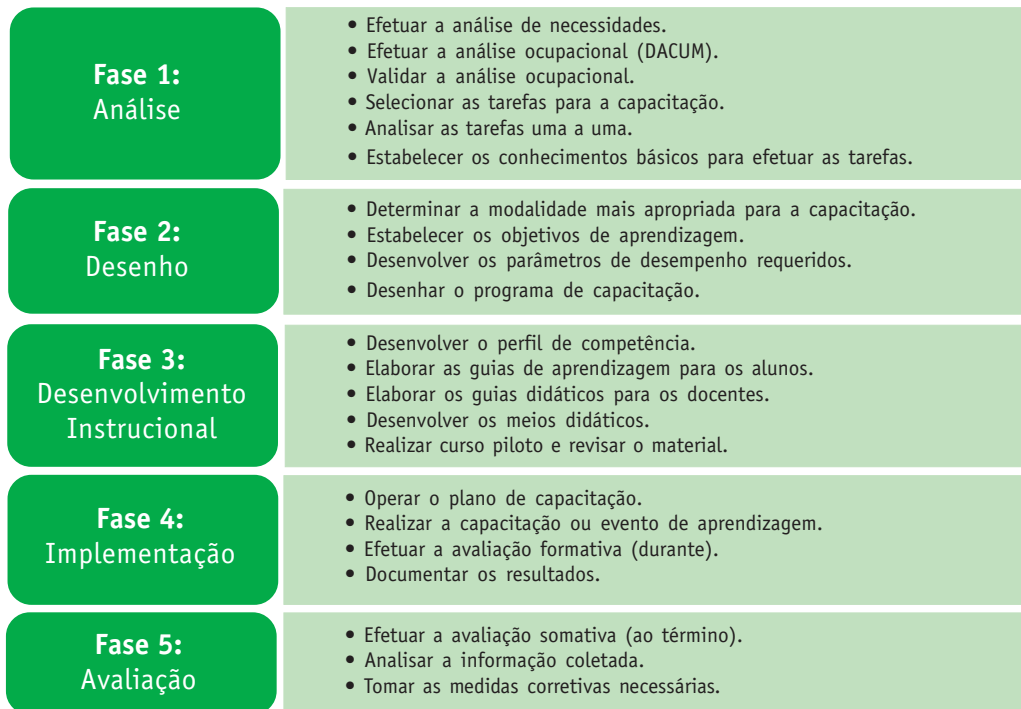 Fase 1:
Análise
• Efetuar a análise de necessidades.
• Efetuar a análise ocupacional (DACUM).
• Validar a análise ocupacional.
• Selecionar as tarefas para a capacitação.
• Analisar as tarefas uma a uma.
• Estabelecer os conhecimentos básicos para efetuar as tarefas.
Fase 2:
Desenho
• Determinar a modalidade mais apropriada para a capacitação.
• Estabelecer os objetivos de aprendizagem.
• Desenvolver os parâmetros de desempenho requeridos.
• Desenhar o programa de capacitação.
Fase 3:
Desenvolvimento
Instrucional
• Desenvolver o perfil de competência.
• Elaborar as guias de aprendizagem para os alunos.
• Elaborar os guias didáticos para os docentes.
• Desenvolver os meios didáticos.
• Realizar curso piloto e revisar o material.
Fase 4:
Implementação
• Operar o plano de capacitação.
• Realizar a capacitação ou evento de aprendizagem.
• Efetuar a avaliação formativa (durante).
• Documentar os resultados.
Fase 5:
Avaliação
• Efetuar a avaliação somativa (ao término).
• Analisar a informação coletada.
• Tomar as medidas corretivas necessárias.